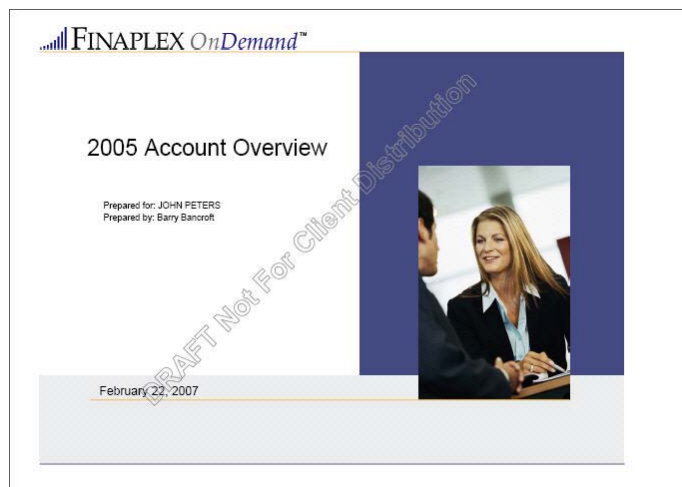 FINAPLEX OnDemand™
2005 Account Overview
Prepared for: JOHN PETERS
Prepared by: Barry Bancroft
DRAFT Not For Client Distribution
February 22, 2007